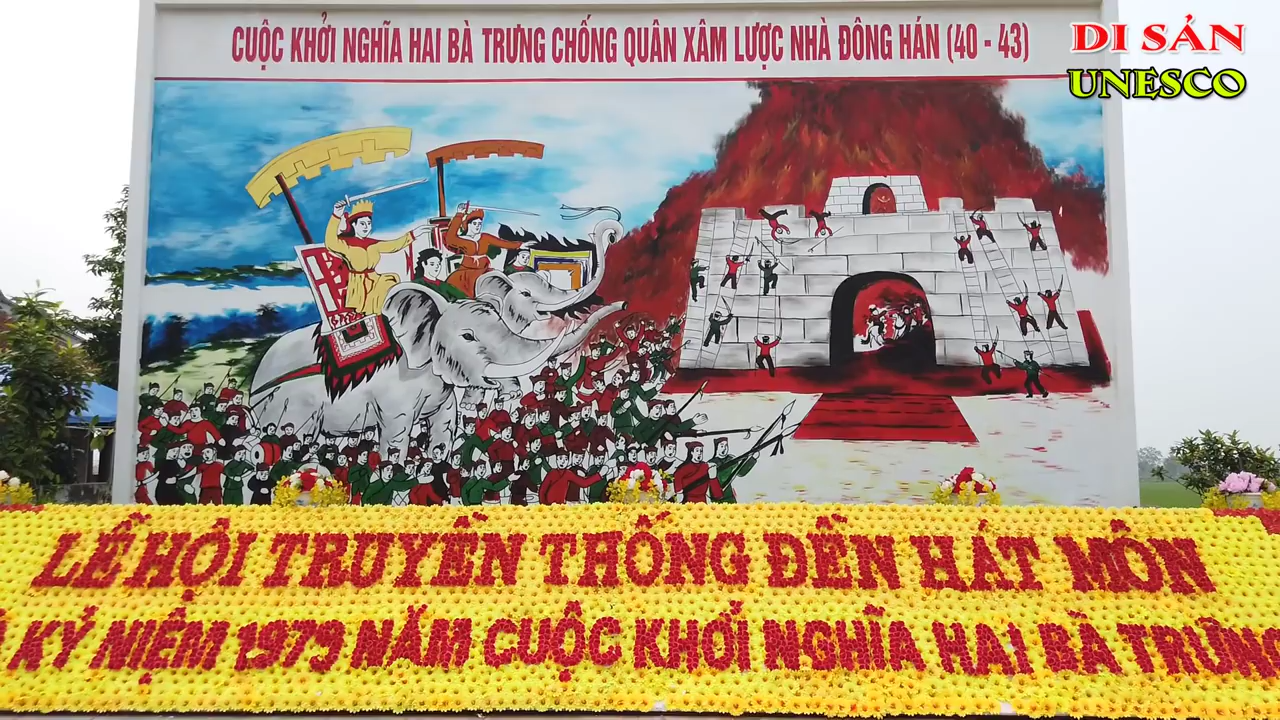 CUỘC KHỞI NGHĨA HAI BÀ TRƯNG CHỐNG QUÂN XÂM LƯỢC NHÀ ĐÔNG HÁN (40 - 43)
DI SẢN
UNESCO
LỄ HỘI TRUYỀN THỐNG ĐỀN HÁT MÔN
KỶ NIỆM 1979 NĂM CUỘC KHỞI NGHĨA HAI BÀ TRƯNG